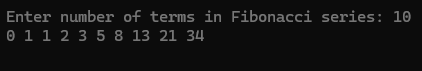 Enter number of terms in Fibonacci series: 10
0 1 1 2 3 5 8 13 21 34